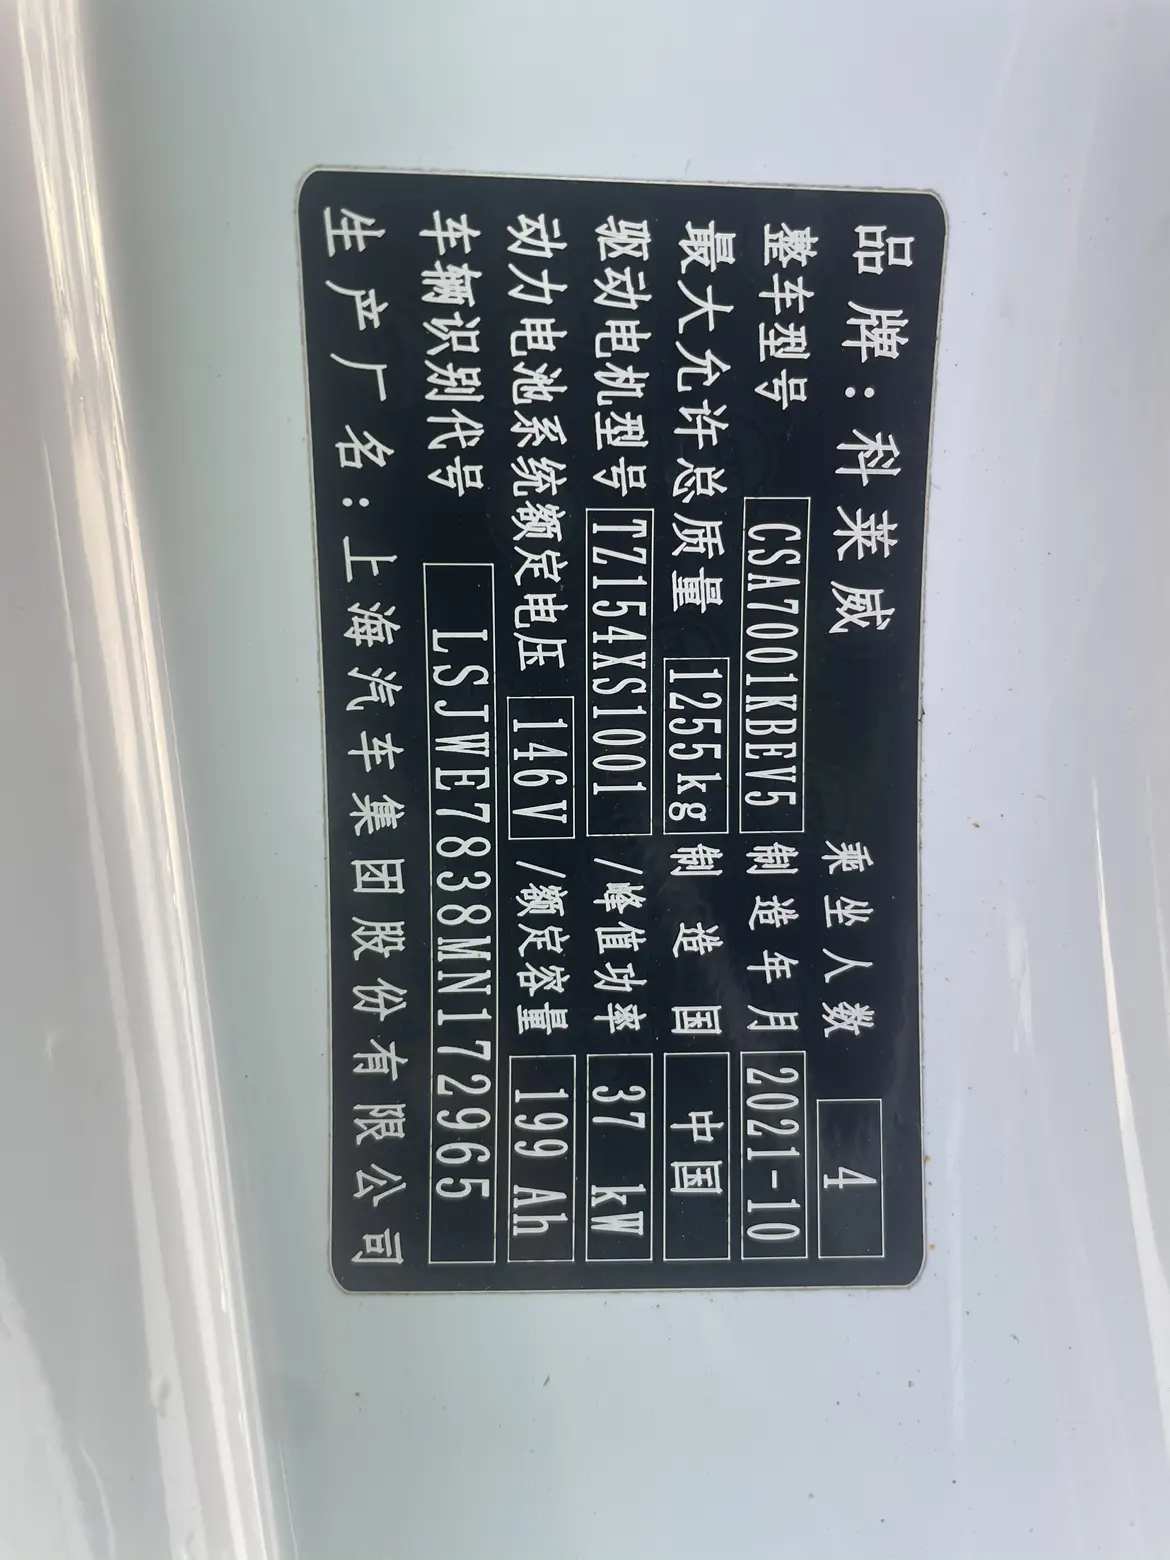 品牌：科莱威 乘坐人数 4
整车型号 CSA7001KBEV5 制造年月 2021-10
最大允许总质量 1255kg 制造国 中国
驱动电机型号 TZ154XS1001 /峰值功率 37 kW
动力电池系统额定电压 146V /额定容量 199 Ah
车辆识别代号 LSJWE7838MN172965
生产厂名：上海汽车集团股份有限公司